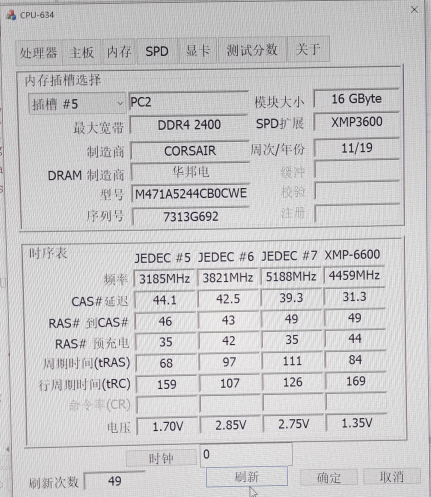 CPU-634
处理器 主板 内存 SPD 显卡 测试分数 关于
内存插槽选择
插槽 #5 PC2 模块大小 16 GByte
最大宽带 DDR4 2400 SPD扩展 XMP3600
制造商 CORSAIR 周次/年份 11/19
DRAM 制造商 华邦电 缓冲
型号 M471A5244CB0CWE 校验
序列号 7313G692 注册
时序表
JEDEC #5 JEDEC #6 JEDEC #7 XMP-6600
频率 3185MHz 3821MHz 5188MHz 4459MHz
CAS#延迟 44.1 42.5 39.3 31.3
RAS# 到CAS# 46 43 49 49
RAS# 预充电 35 42 35 44
周期时间(tRAS) 68 97 111 84
行周期时间(tRC) 159 107 126 169
命令率(CR)
电压 1.70V 2.85V 2.75V 1.35V
时钟 0
刷新次数 49 刷新 确定 取消